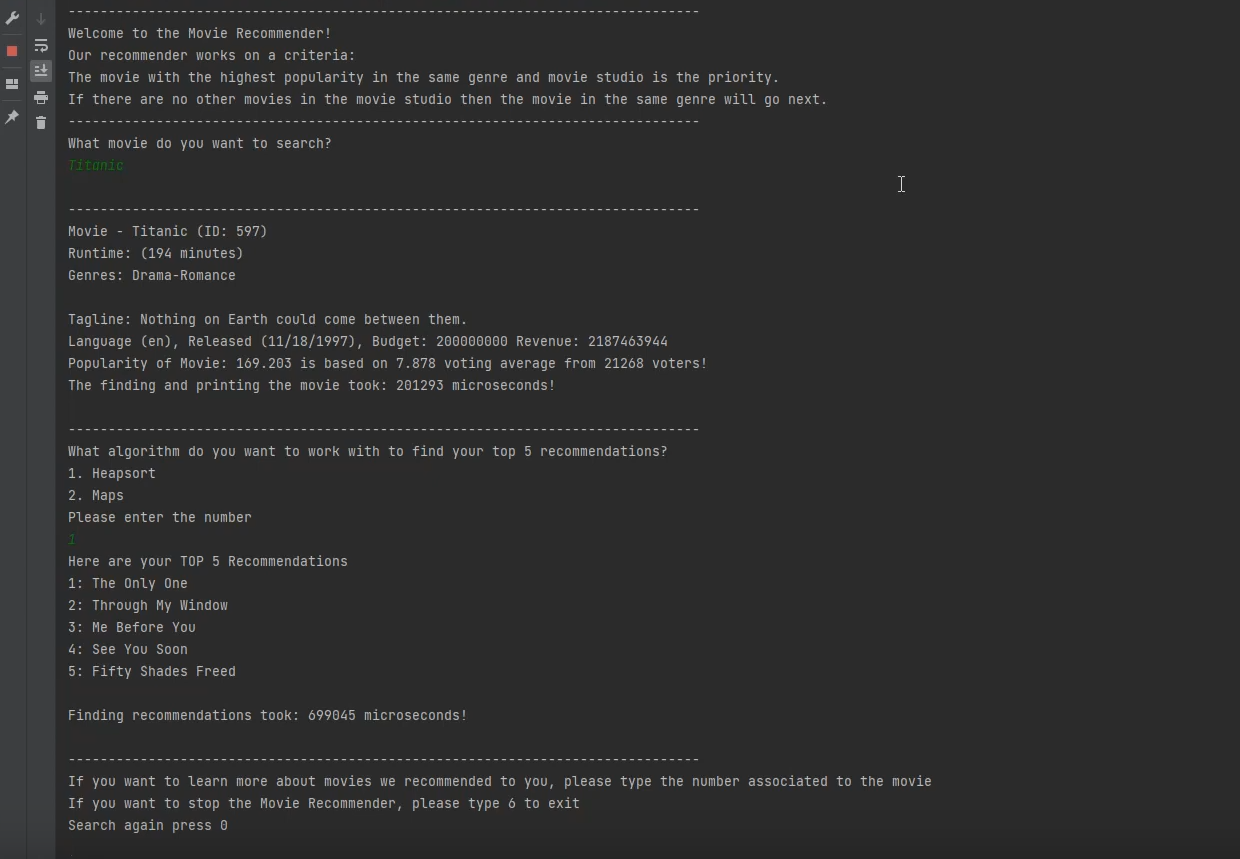 -------------------------------------------------------------------------------
Welcome to the Movie Recommender!
Our recommender works on a criteria:
The movie with the highest popularity in the same genre and movie studio is the priority.
If there are no other movies in the movie studio then the movie in the same genre will go next.
-------------------------------------------------------------------------------
What movie do you want to search?
Titanic
-------------------------------------------------------------------------------
Movie - Titanic (ID: 597)
Runtime: (194 minutes)
Genres: Drama-Romance
Tagline: Nothing on Earth could come between them.
Language (en), Released (11/18/1997), Budget: 200000000 Revenue: 2187463944
Popularity of Movie: 169.203 is based on 7.878 voting average from 21268 voters!
The finding and printing the movie took: 201293 microseconds!
-------------------------------------------------------------------------------
What algorithm do you want to work with to find your top 5 recommendations?
1. Heapsort
2. Maps
Please enter the number
1
Here are your TOP 5 Recommendations
1: The Only One
2: Through My Window
3: Me Before You
4: See You Soon
5: Fifty Shades Freed
Finding recommendations took: 699045 microseconds!
-------------------------------------------------------------------------------
If you want to learn more about movies we recommended to you, please type the number associated to the movie
If you want to stop the Movie Recommender, please type 6 to exit
Search again press 0